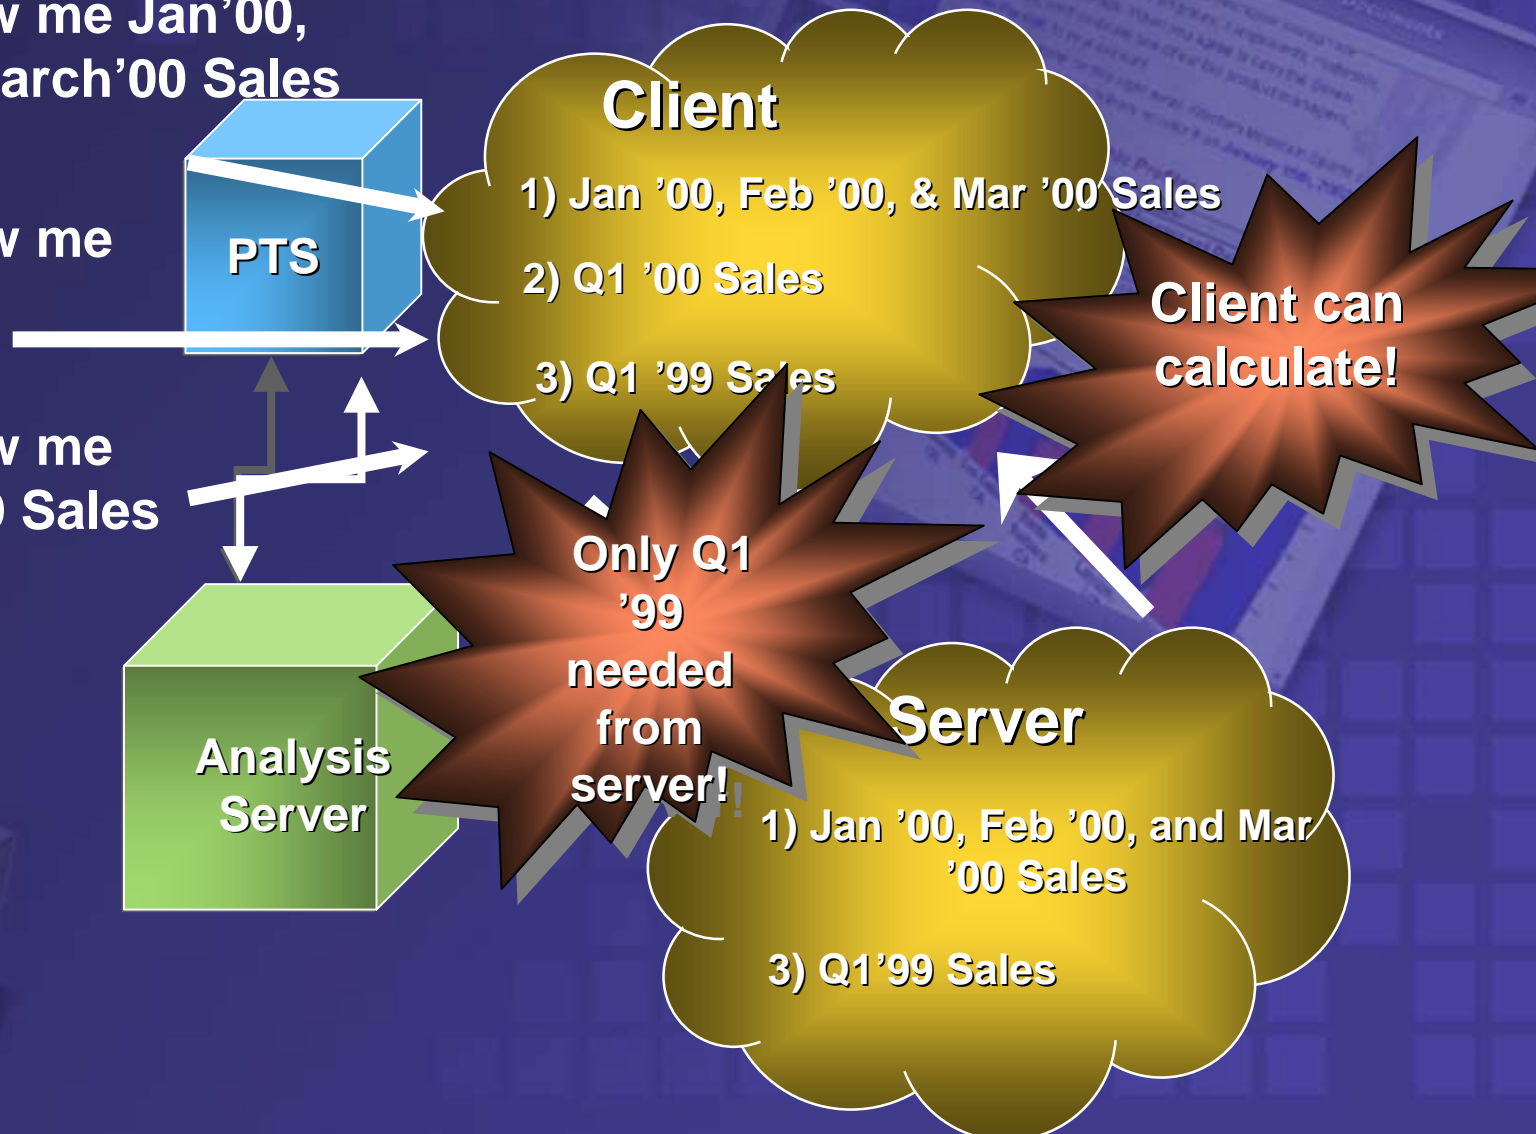 w me Jan’00,
arch’00 Sales
Client
1) Jan ’00, Feb ’00, & Mar ’00 Sales
w me
PTS
2) Q1 ’00 Sales
Client can
calculate!
3) Q1 ’99 Sales
w me
Sales
Only Q1
’99
needed
from
server!
Analysis
Server
Server
1) Jan ’00, Feb ’00, and Mar
’00 Sales
3) Q1’99 Sales